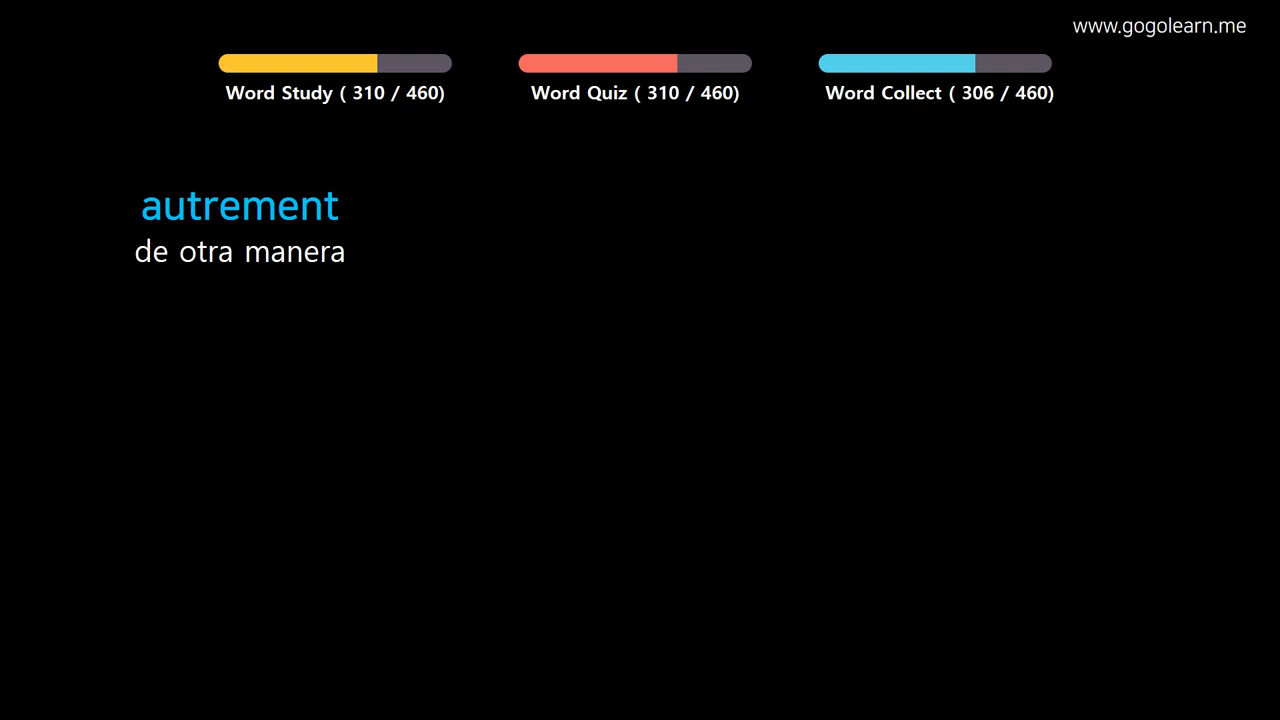 www.gogolearn.me
Word Study ( 310 / 460)
Word Quiz ( 310 / 460)
Word Collect ( 306 / 460)
autrement
de otra manera